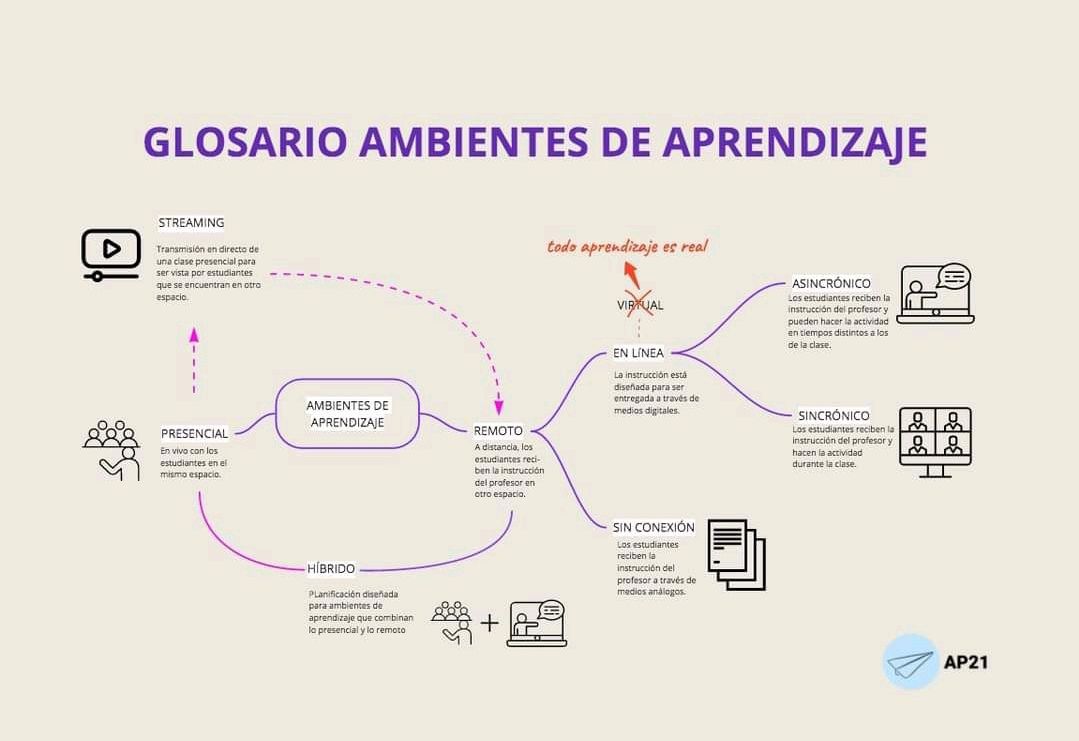 GLOSARIO AMBIENTES DE APRENDIZAJE
STREAMING
Transmisión en directo de
una clase presencial para
ser vista por estudiantes
que se encuentran en otro
espacio.
PRESENCIAL
En vivo con los
estudiantes en el
mismo espacio.
AMBIENTES DE
APRENDIZAJE
REMOTO
A distancia, los
estudiantes reci-
ben la instrucción
del profesor en
otro espacio.
HÍBRIDO
PLanificación diseñada
para ambientes de
aprendizaje que combinan
lo presencial y lo remoto
todo aprendizaje es real
VIRTUAL
EN LÍNEA
La instrucción está
diseñada para ser
entregada a través de
medios digitales.
ASINCRÓNICO
Los estudiantes reciben la
instrucción del profesor y
pueden hacer la actividad
en tiempos distintos a los
de la clase.
SINCRÓNICO
Los estudiantes reciben la
instrucción del profesor y
hacen la actividad
durante la clase.
SIN CONEXIÓN
Los estudiantes
reciben la
instrucción del
profesor a través de
medios análogos.
AP21